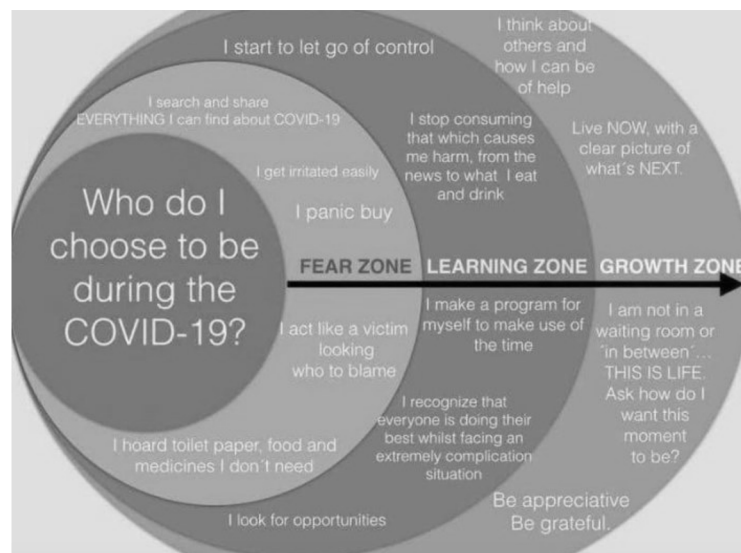 Who do I
choose to be
during the
COVID-19?
I search and share
EVERYTHING I can find about COVID-19
I get irritated easily
I panic buy
FEAR ZONE
I act like a victim
looking
who to blame
I hoard toilet paper, food and
medicines I don´t need
I start to let go of control
I stop consuming
that which causes
me harm, from the
news to what I eat
and drink
LEARNING ZONE
I make a program for
myself to make use of
the time
I recognize that
everyone is doing their
best whilst facing an
extremely complication
situation
I look for opportunities
I think about
others and
how I can be
of help
Live NOW, with a
clear picture of
what´s NEXT.
GROWTH ZONE
I am not in a
waiting room or
´in between´...
THIS IS LIFE.
Ask how do I
want this
moment
to be?
Be appreciative
Be grateful.